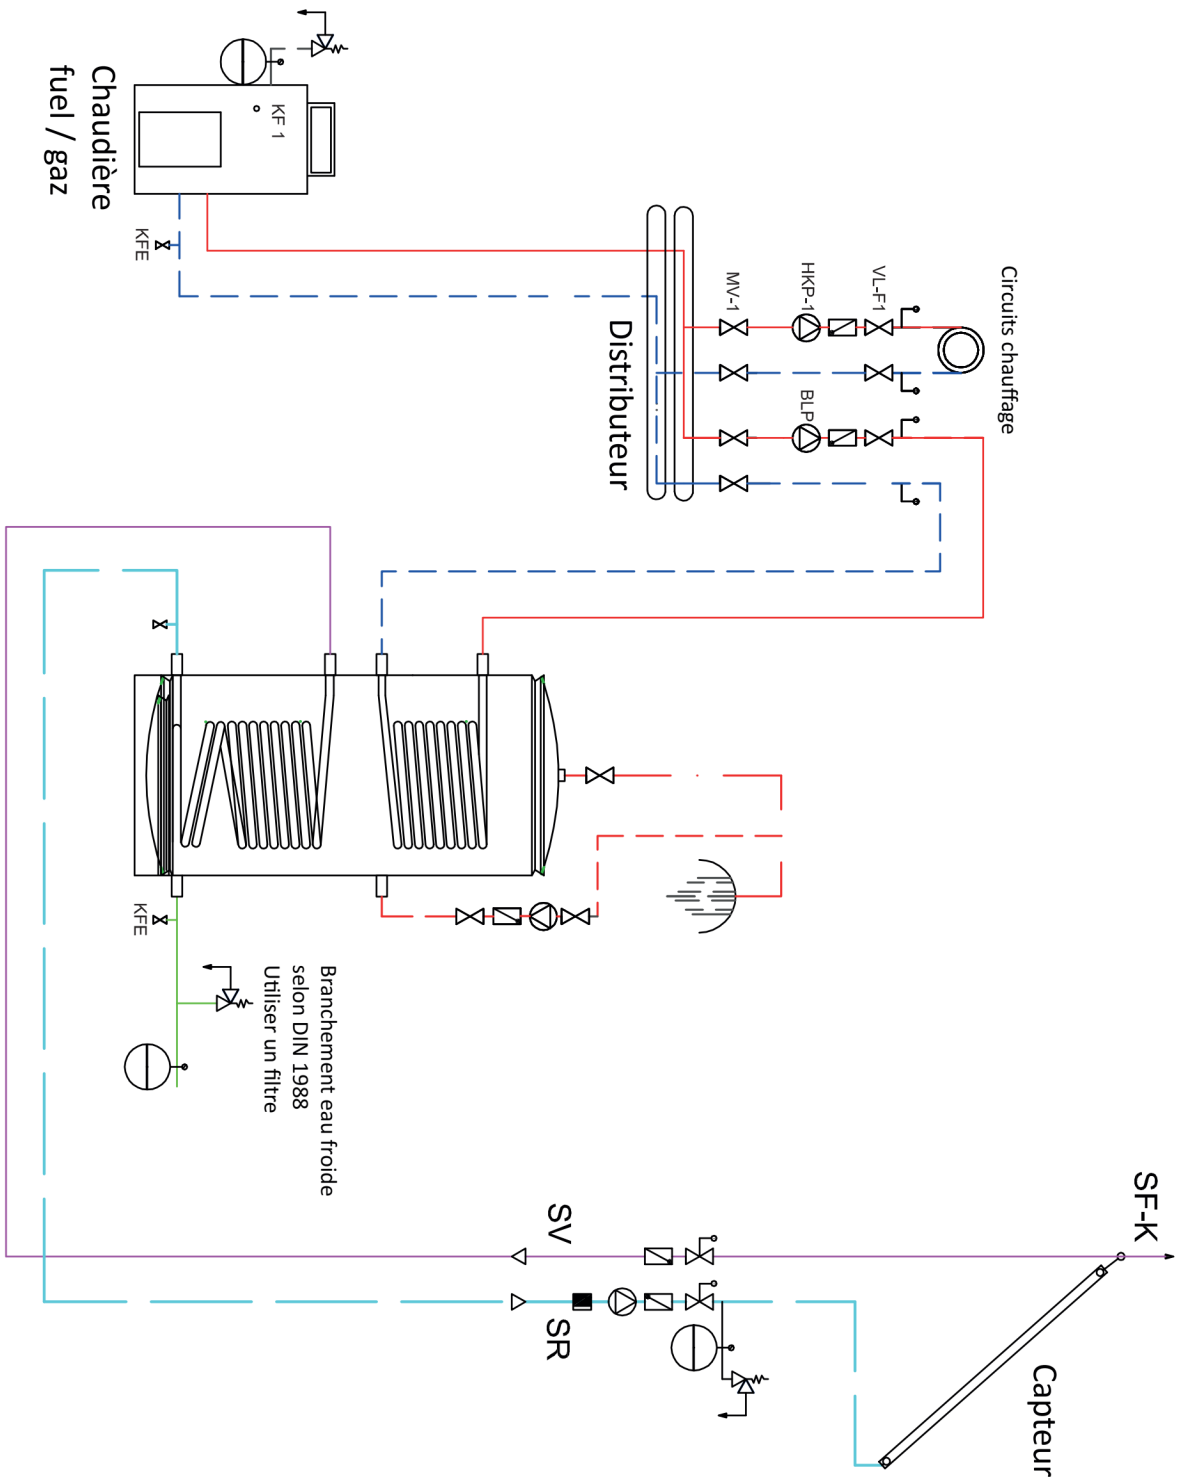 Chaudière
fuel / gaz
KF 1
KFE
Distributeur
MV-1
HKP-1
VL-F1
BLP
Circuits chauffage
KFE
Branchement eau froide
selon DIN 1988
Utiliser un filtre
SV
SR
SF-K
Capteur